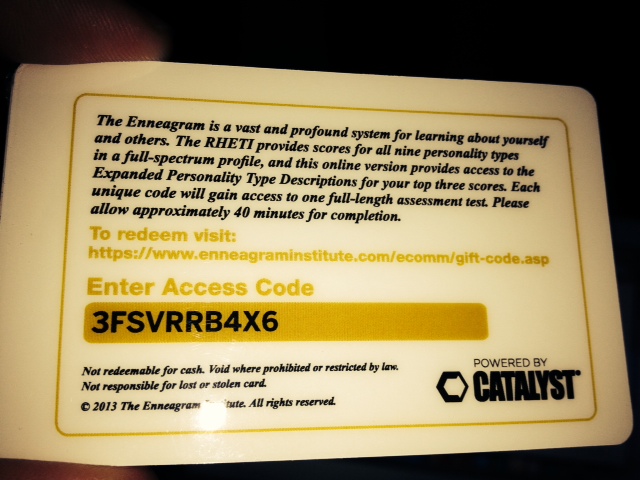 The Enneagram is a vast and profound system for learning about yourself
and others. The RHETI provides scores for all nine personality types
in a full-spectrum profile, and this online version provides access to the
Expanded Personality Type Descriptions for your top three scores. Each
unique code will gain access to one full-length assessment test. Please
allow approximately 40 minutes for completion.
To redeem visit:
https://www.enneagraminstitute.com/ecomm/gift-code.asp
Enter Access Code
3FSVRRB4X6
Not redeemable for cash. Void where prohibited or restricted by law.
Not responsible for lost or stolen card.
© 2013 The Enneagram All rights reserved.
POWERED BY
CATALYST